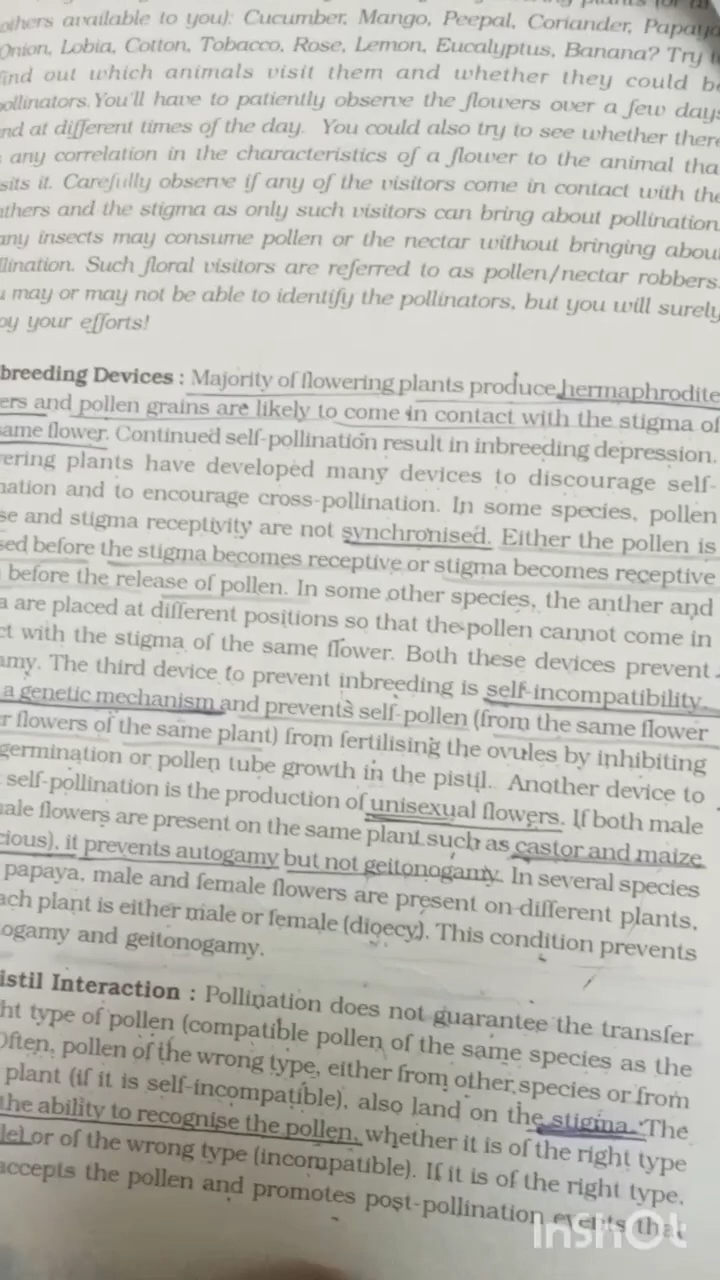 others available to you): Cucumber, Mango, Peepal, Coriander, Papaya
Onion, Lobia, Cotton, Tobacco, Rose, Lemon, Eucalyptus, Banana? Try t
find out which animals visit them and whether they could be
pollinators. You'll have to patiently observe the flowers over a few days
nd at different times of the day. You could also try to see whether there
any correlation in the characteristics of a flower to the animal tha
sits it. Carefully observe if any of the visitors come in contact with the
thers and the stigma as only such visitors can bring about pollination.
any insects may consume pollen or the nectar without bringing about
llination. Such floral visitors are referred to as pollen/nectar robbers.
u may or may not be able to identify the pollinators, but you will surely
oy your efforts!
breeding Devices : Majority of flowering plants produce hermaphrodite
ers and pollen grains are likely to come in contact with the stigma of
same flower. Continued self-pollination result in inbreeding depression.
ering plants have developed many devices to discourage self-
nation and to encourage cross-pollination. In some species, pollen
se and stigma receptivity are not synchronised. Either the pollen is
sed before the stigma becomes receptive or stigma becomes receptive
before the release of pollen. In some other species, the anther and
a are placed at different positions so that the pollen cannot come in
ct with the stigma of the same flower. Both these devices prevent
amy. The third device to prevent inbreeding is self-incompatibility.
a genetic mechanism and prevents self-pollen (from the same flower
r flowers of the same plant) from fertilising the ovules by inhibiting
germination or pollen tube growth in the pistil. Another device to
self-pollination is the production of unisexual flowers. If both male
ale flowers are present on the same plant such as castor and maize
cious), it prevents autogamy but not geitonogamy. In several species
papaya, male and female flowers are present on different plants,
ach plant is either male or female (dioecy). This condition prevents
ogamy and geitonogamy.
istil Interaction : Pollination does not guarantee the transfer
ht type of pollen (compatible pollen of the same species as the
Often, pollen of the wrong type, either from other species or from
plant (if it is self-incompatible), also land on the stigma. The
the ability to recognise the pollen, whether it is of the right type
le) or of the wrong type (incompatible). If it is of the right type,
accepts the pollen and promotes post-pollination events tha
InShOt